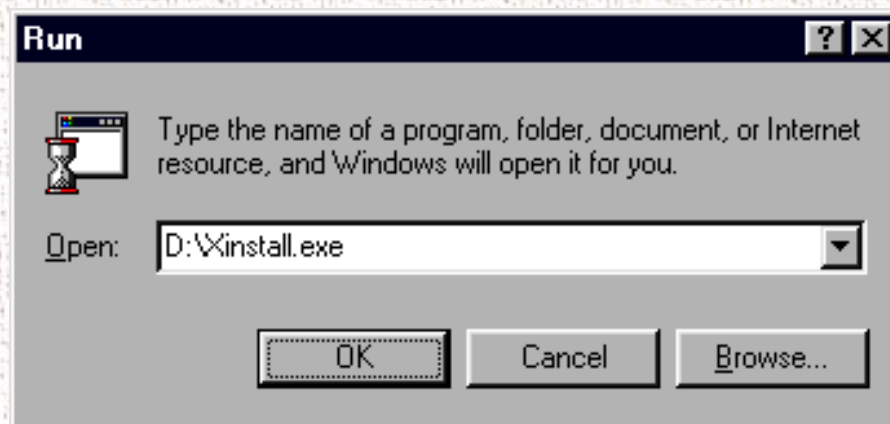 Run
Type the name of a program, folder, document, or Internet
resource, and Windows will open it for you.
Open: D:\Xinstall.exe
OK Cancel Browse...